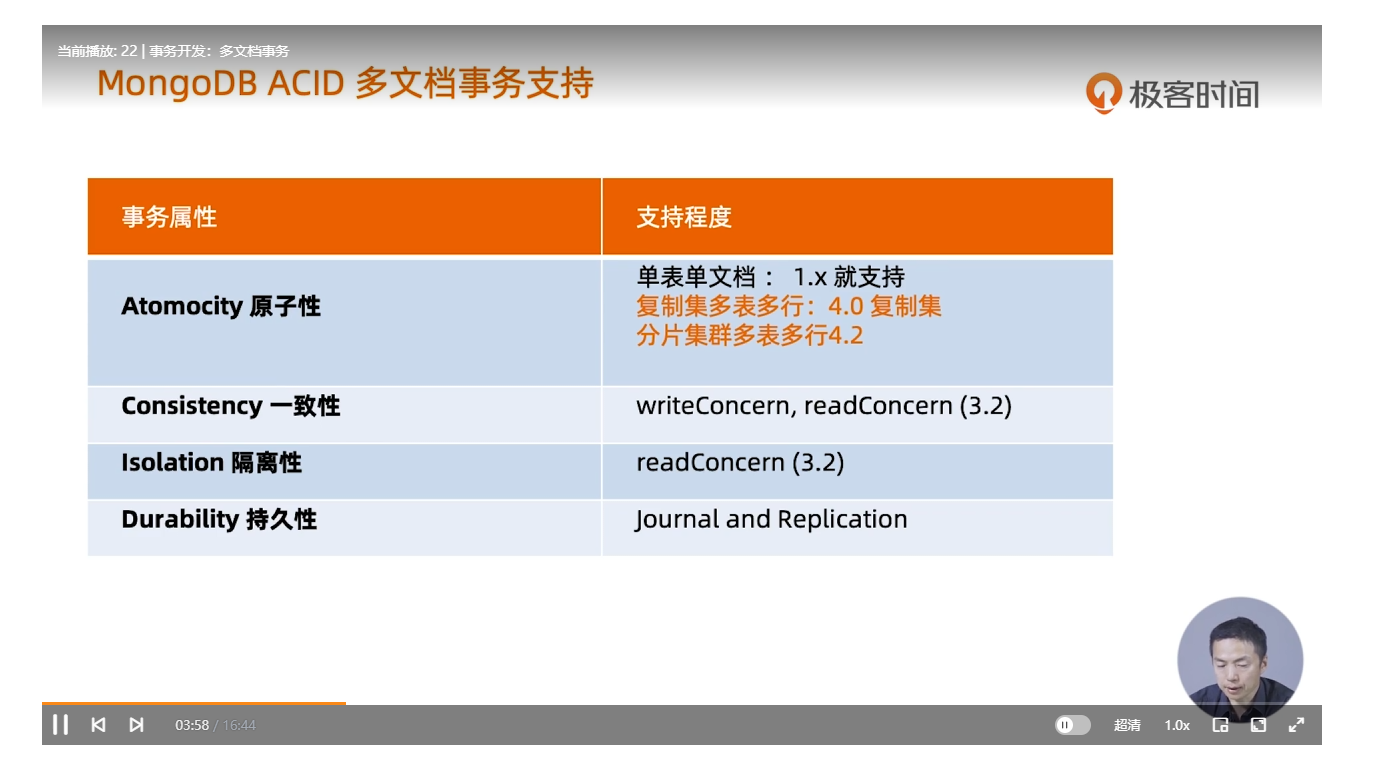 当前播放: 22 | 事务开发：多文档事务
MongoDB ACID 多文档事务支持
极客时间
事务属性
支持程度
Atomocity 原子性
单表单文档 ： 1.x 就支持
复制集多表多行：4.0 复制集
分片集群多表多行4.2
Consistency 一致性
writeConcern, readConcern (3.2)
Isolation 隔离性
readConcern (3.2)
Durability 持久性
Journal and Replication
03:58 / 16:44
超清
1.0x